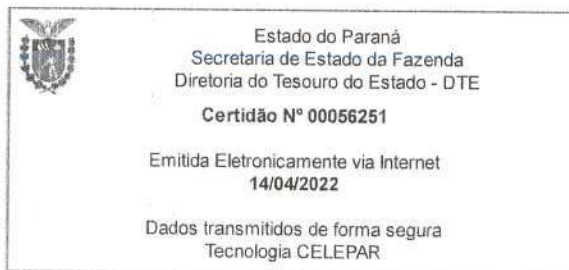 Estado do Paraná
Secretaria de Estado da Fazenda
Diretoria do Tesouro do Estado - DTE
Certidão Nº 00056251
Emitida Eletronicamente via Internet
14/04/2022
Dados transmitidos de forma segura
Tecnologia CELEPAR